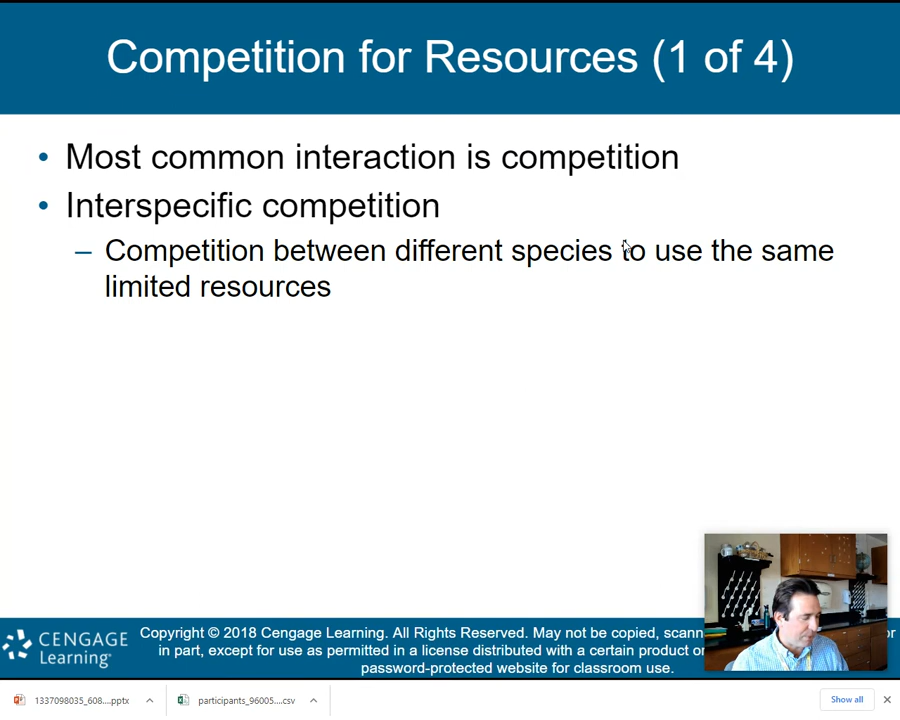 Competition for Resources (1 of 4)
• Most common interaction is competition
• Interspecific competition
– Competition between different species to use the same
limited resources
CENGAGE
Learning
Copyright © 2018 Cengage Learning. All Rights Reserved. May not be copied, scann
or
in part, except for use as permitted in a license distributed with a certain product or
password-protected website for classroom use.
1337098035_608....pptx
participants_96005....csv
Show all